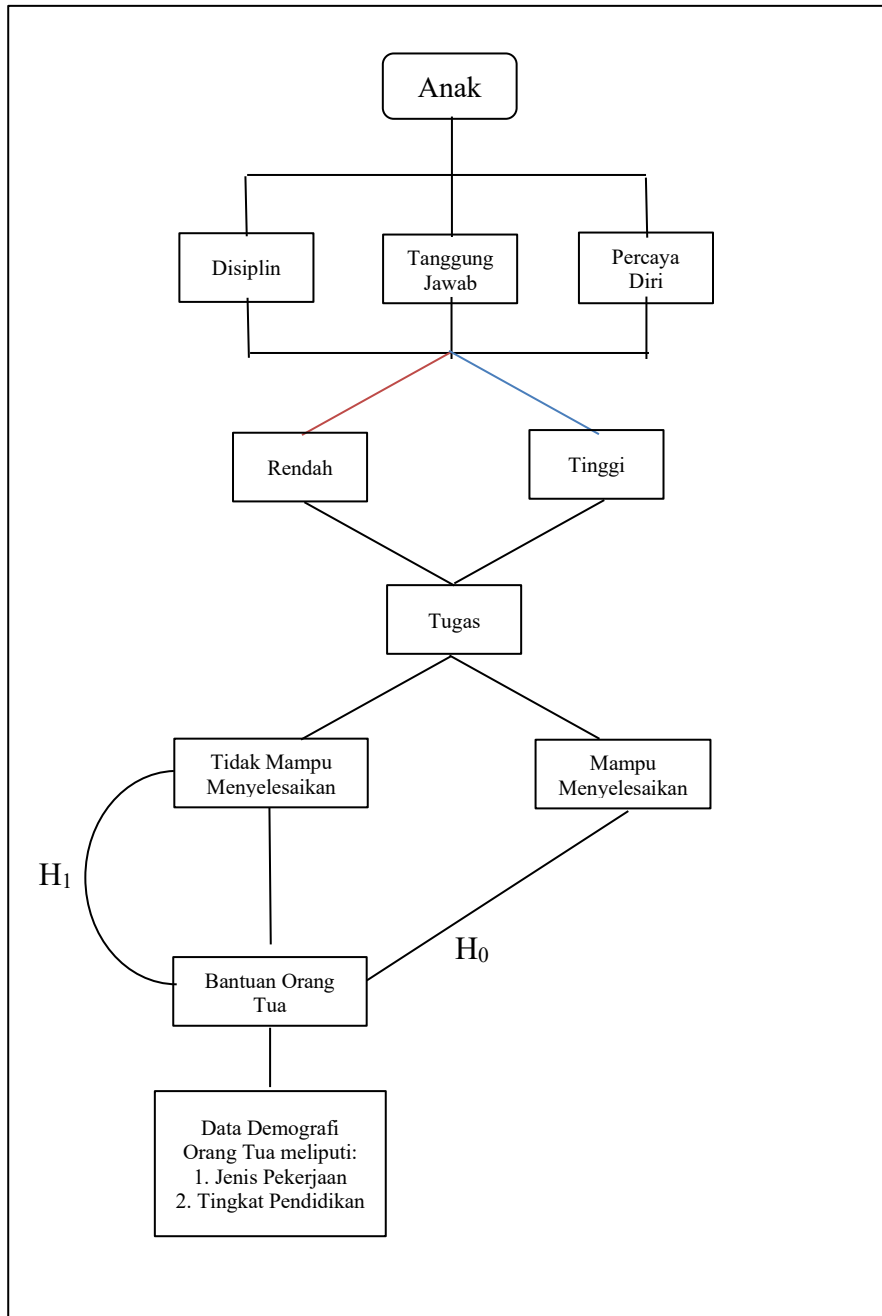 Anak
Disiplin
Tanggung
Jawab
Percaya
Diri
Rendah
Tinggi
Tugas
Tidak Mampu
Menyelesaikan
Mampu
Menyelesaikan
H₁
H₀
Bantuan Orang
Tua
Data Demografi
Orang Tua meliputi:
1. Jenis Pekerjaan
2. Tingkat Pendidikan